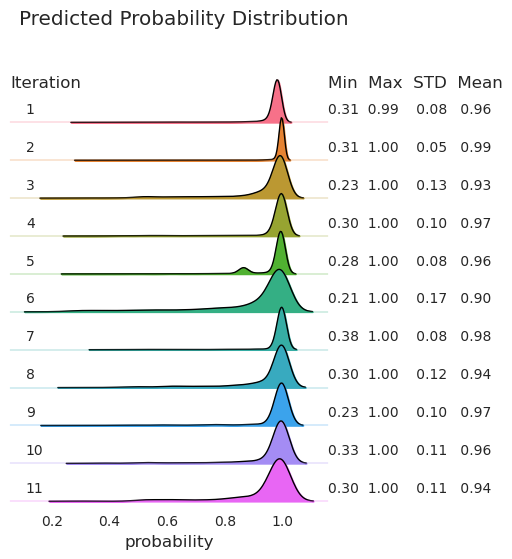 Predicted Probability Distribution
Iteration Min Max STD Mean
1 0.31 0.99 0.08 0.96
2 0.31 1.00 0.05 0.99
3 0.23 1.00 0.13 0.93
4 0.30 1.00 0.10 0.97
5 0.28 1.00 0.08 0.96
6 0.21 1.00 0.17 0.90
7 0.38 1.00 0.08 0.98
8 0.30 1.00 0.12 0.94
9 0.23 1.00 0.10 0.97
10 0.33 1.00 0.11 0.96
11 0.30 1.00 0.11 0.94
0.2 0.4 0.6 0.8 1.0
probability